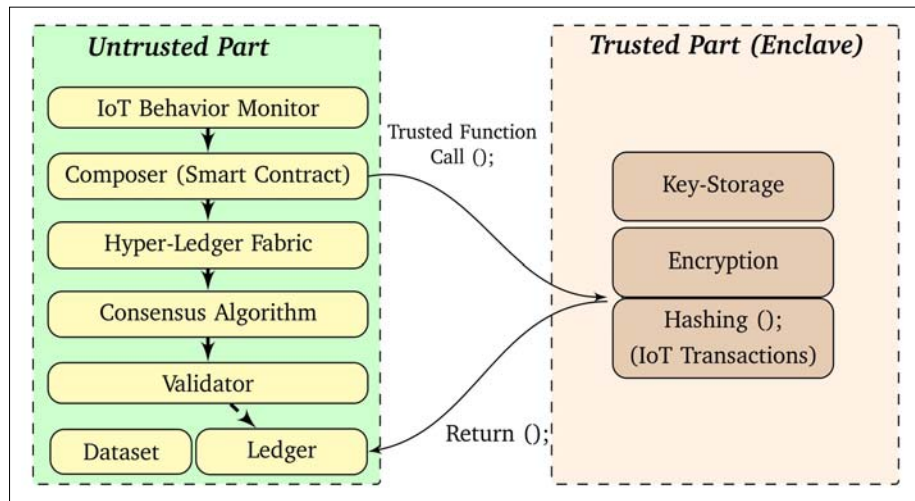 Untrusted Part
IoT Behavior Monitor
Composer (Smart Contract)
Hyper-Ledger Fabric
Consensus Algorithm
Validator
Dataset
Ledger
Trusted Function
Call ();
Return ();
Trusted Part (Enclave)
Key-Storage
Encryption
Hashing ();
(IoT Transactions)